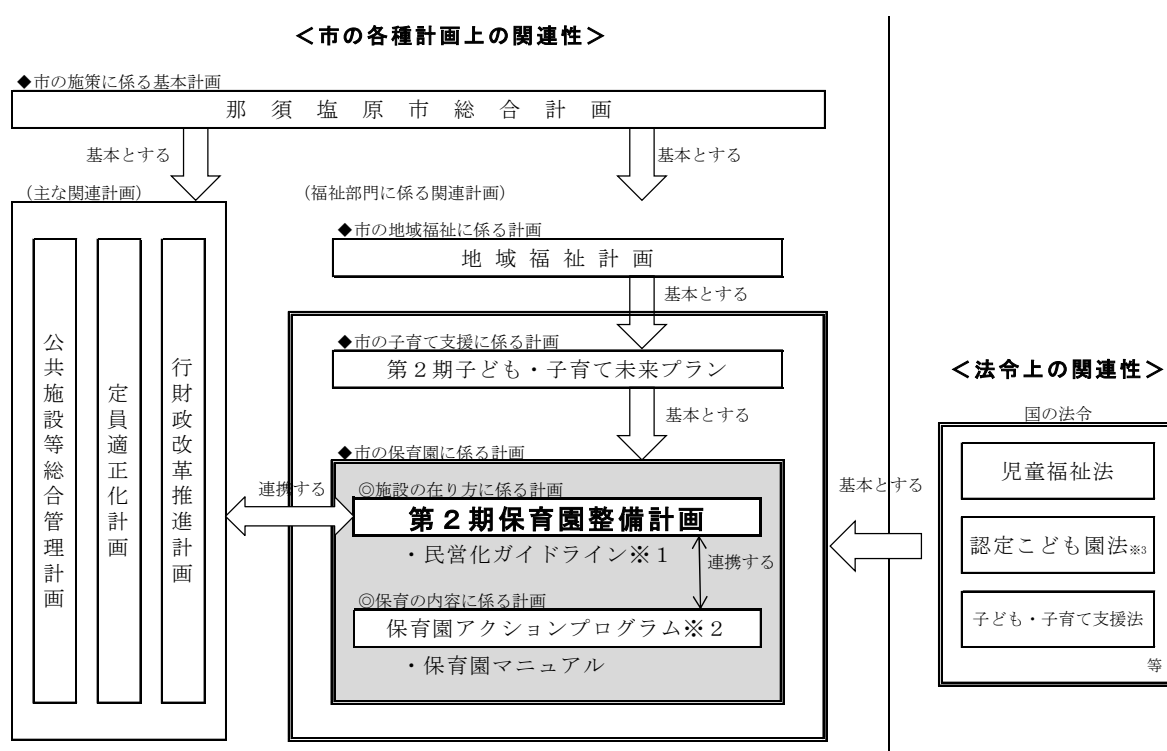 ＜市の各種計画上の関連性＞
◆市の施策に係る基本計画
那須塩原市総合計画
基本とする
基本とする
（主な関連計画）
（福祉部門に係る関連計画）
公共施設等総合管理計画
定員適正化計画
行財政改革推進計画
◆市の地域福祉に係る計画
地域福祉計画
基本とする
◆市の子育て支援に係る計画
第２期子ども・子育て未来プラン
基本とする
◆市の保育園に係る計画
連携する
◎施設の在り方に係る計画
第２期保育園整備計画
・民営化ガイドライン※１
連携する
◎保育の内容に係る計画
保育園アクションプログラム※２
・保育園マニュアル
基本とする
＜法令上の関連性＞
国の法令
児童福祉法
認定こども園法※3
子ども・子育て支援法
等